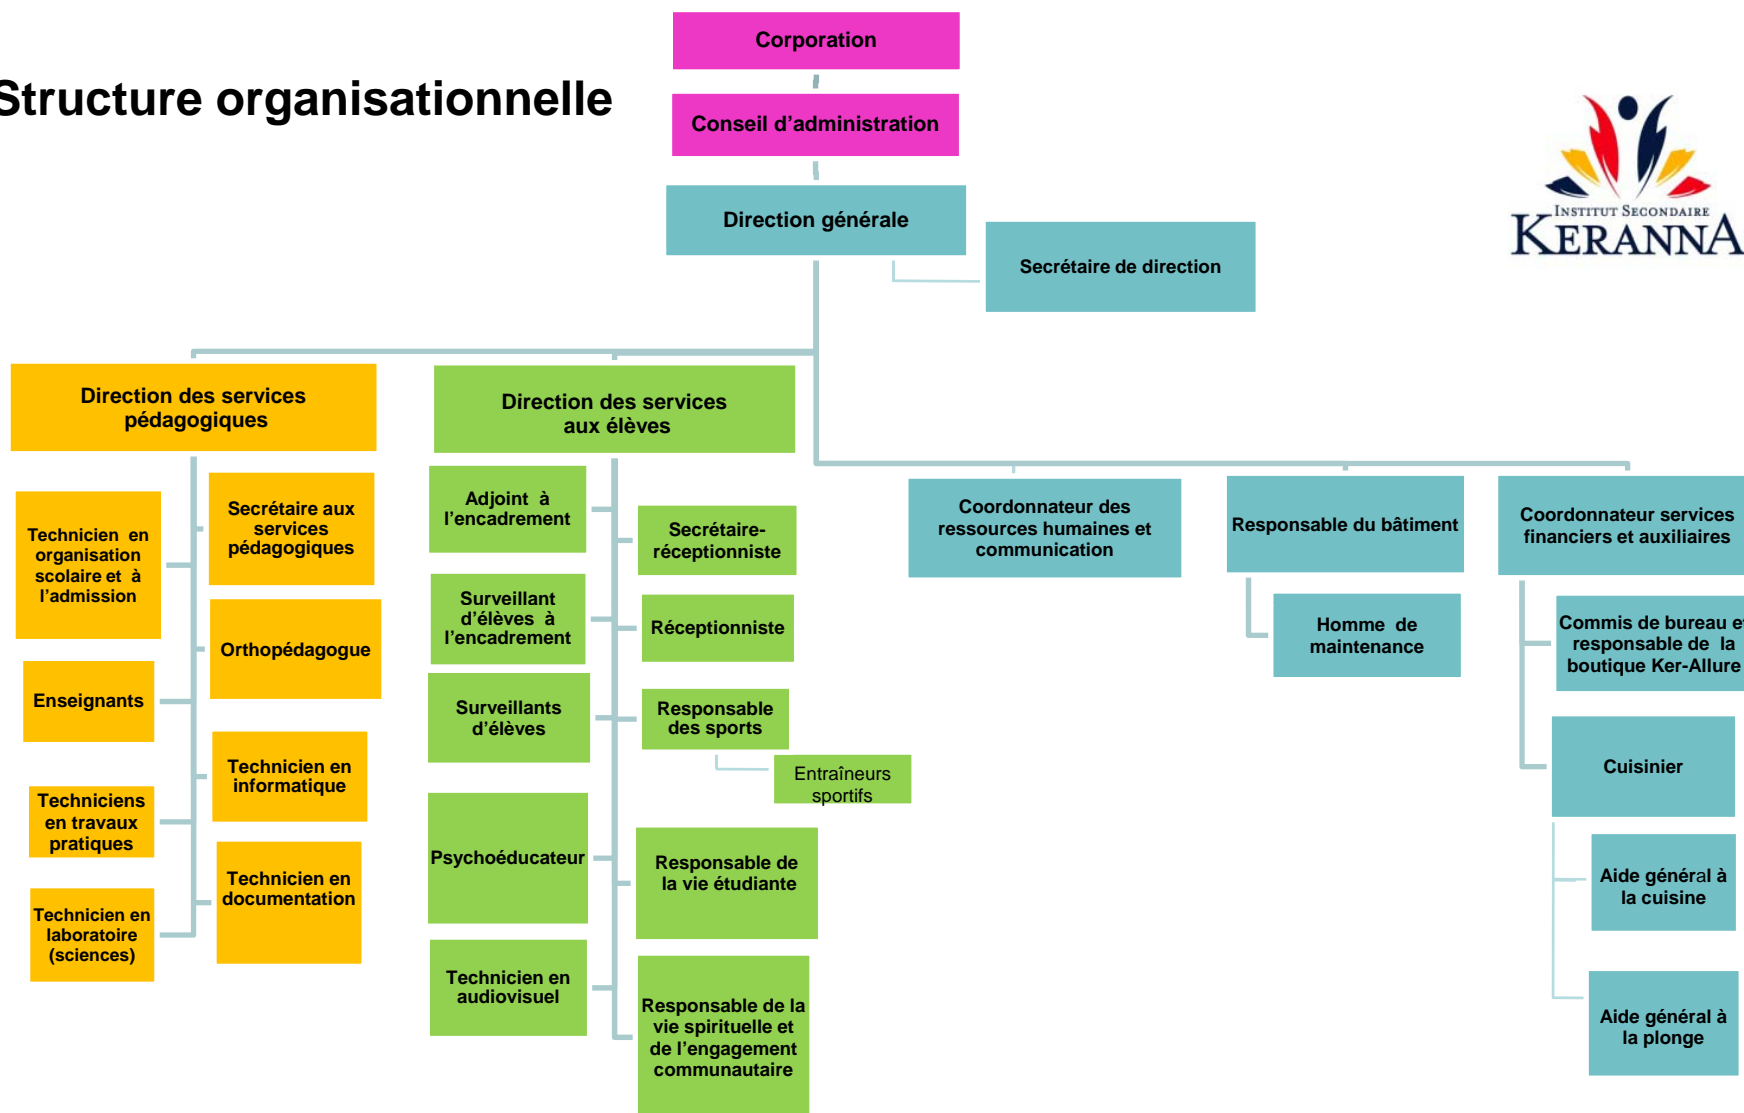 Corporation
Structure organisationnelle
Conseil d’administration
INSTITUT SECONDAIRE
KERANNA
Direction générale
Secrétaire de direction
Direction des services
pédagogiques
Technicien en
organisation
scolaire et à
l’admission
Secrétaire aux
services
pédagogiques
Orthopédagogue
Enseignants
Technicien en
informatique
Techniciens
en travaux
pratiques
Technicien en
documentation
Technicien en
laboratoire
(sciences)
Direction des services
aux élèves
Adjoint à
l’encadrement
Secrétaire-
réceptionniste
Surveillant
d’élèves à
l’encadrement
Réceptionniste
Surveillants
d’élèves
Responsable
des sports
Entraîneurs
sportifs
Psychoéducateur
Responsable de
la vie étudiante
Technicien en
audiovisuel
Responsable de la
vie spirituelle et
de l’engagement
communautaire
Coordonnateur des
ressources humaines et
communication
Responsable du bâtiment
Homme de
maintenance
Coordonnateur services
financiers et auxiliaires
Commis de bureau et
responsable de la
boutique Ker-Allure
Cuisinier
Aide général à
la cuisine
Aide général à
la plonge